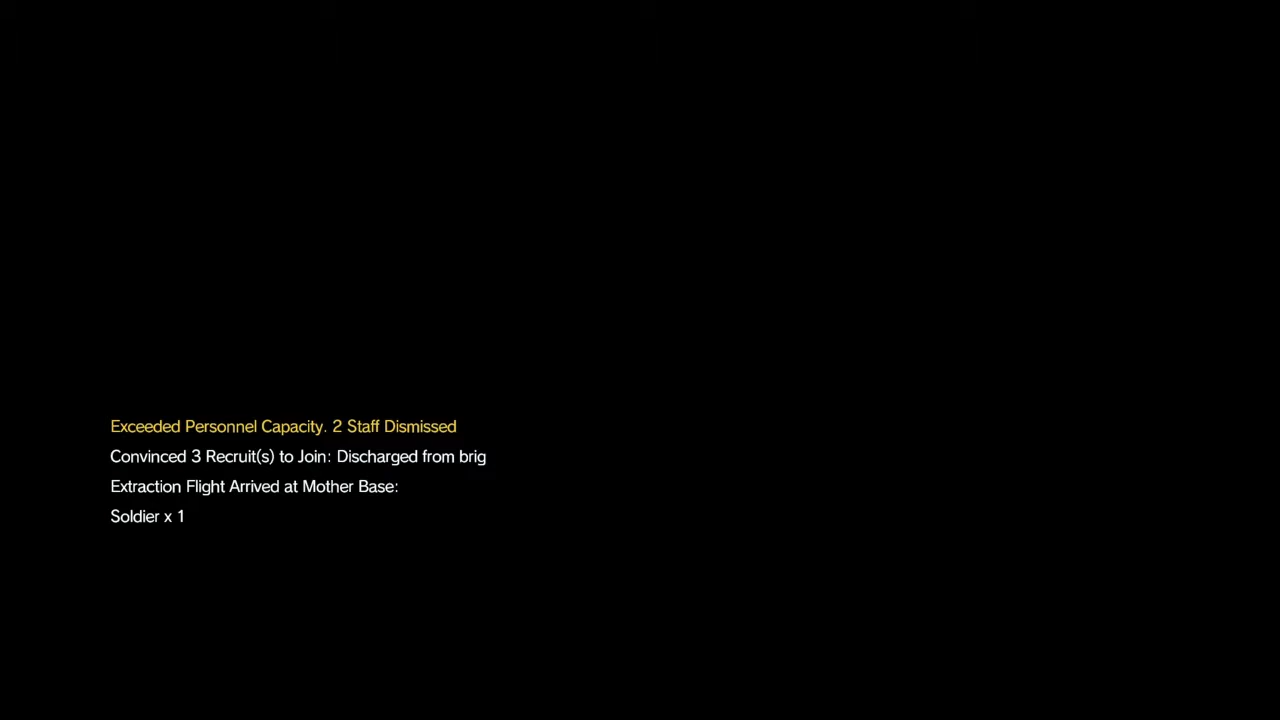 Exceeded Personnel Capacity. 2 Staff Dismissed
Convinced 3 Recruit(s) to Join: Discharged from brig
Extraction Flight Arrived at Mother Base:
Soldier x 1